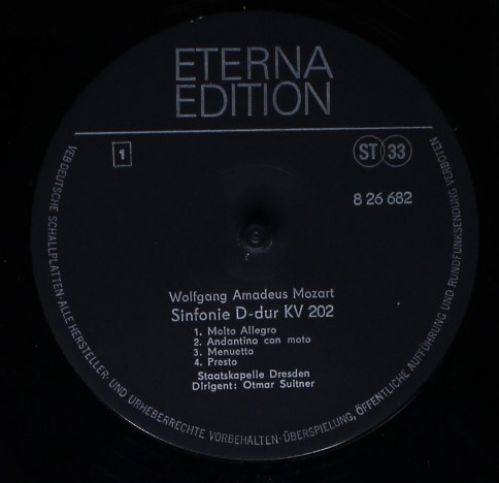 ETERNA
EDITION
1
ST 33
8 26 682
Wolfgang Amadeus Mozart
Sinfonie D-dur KV 202
1. Molto Allegro
2. Andantino con moto
3. Menuetto
4. Presto
Staatskapelle Dresden
Dirigent: Otmar Suitner
VEB DEUTSCHE SCHALLPLATTEN · ALLE HERSTELLER- UND URHEBERRECHTE VORBEHALTEN · ÜBERSPIELUNG, ÖFFENTLICHE AUFFÜHRUNG UND RUNDFUNKSENDUNG VERBOTEN